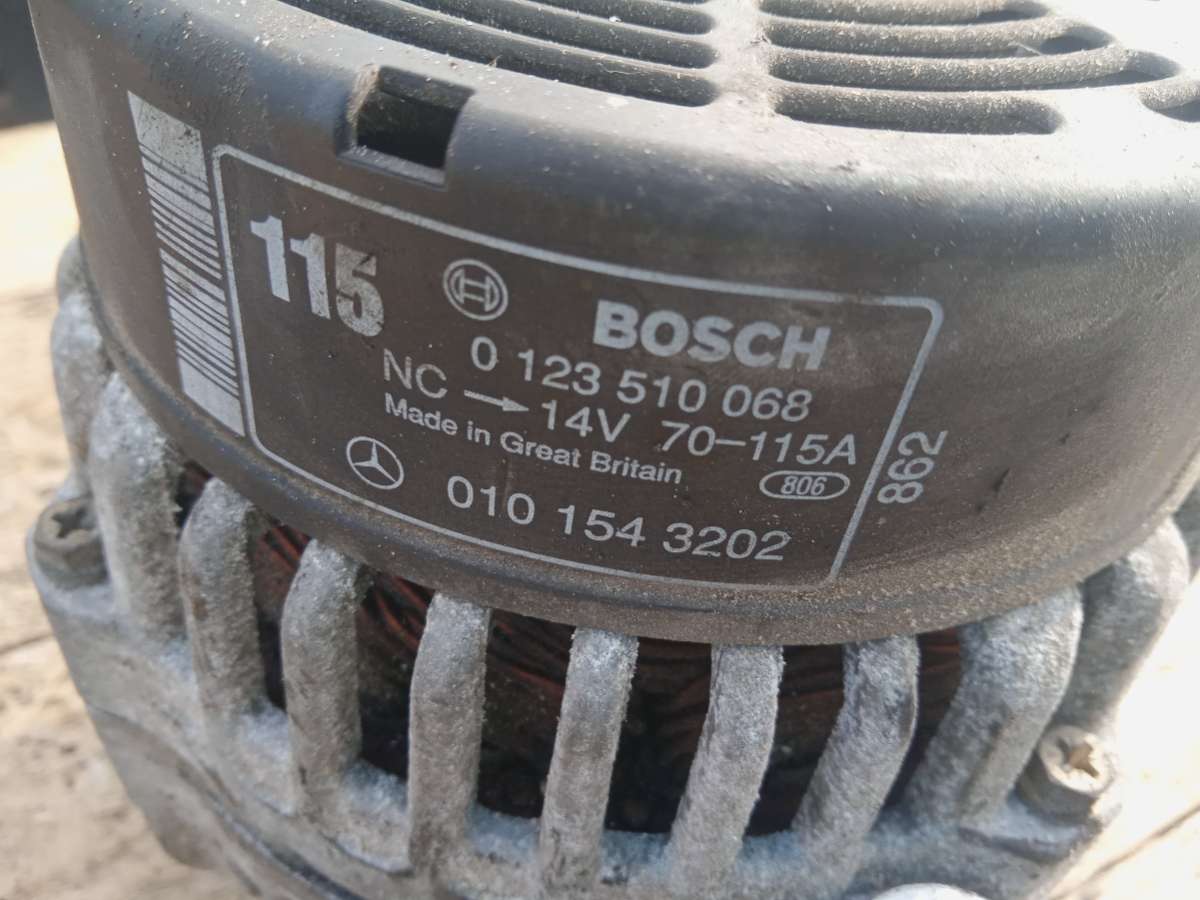 115
BOSCH
0 123 510 068
NC → 14V 70-115A
Made in Great Britain
806
010 154 3202
862